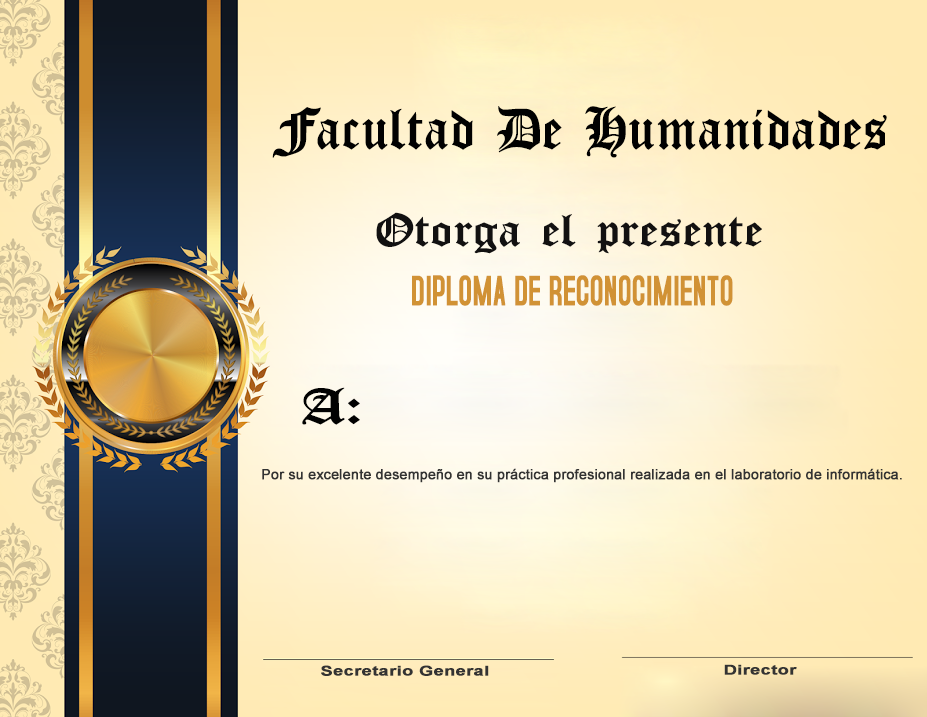 Facultad De Humanidades
Otorga el presente
DIPLOMA DE RECONOCIMIENTO
A:
Por su excelente desempeño en su práctica profesional realizada en el laboratorio de informática.
Secretario General
Director